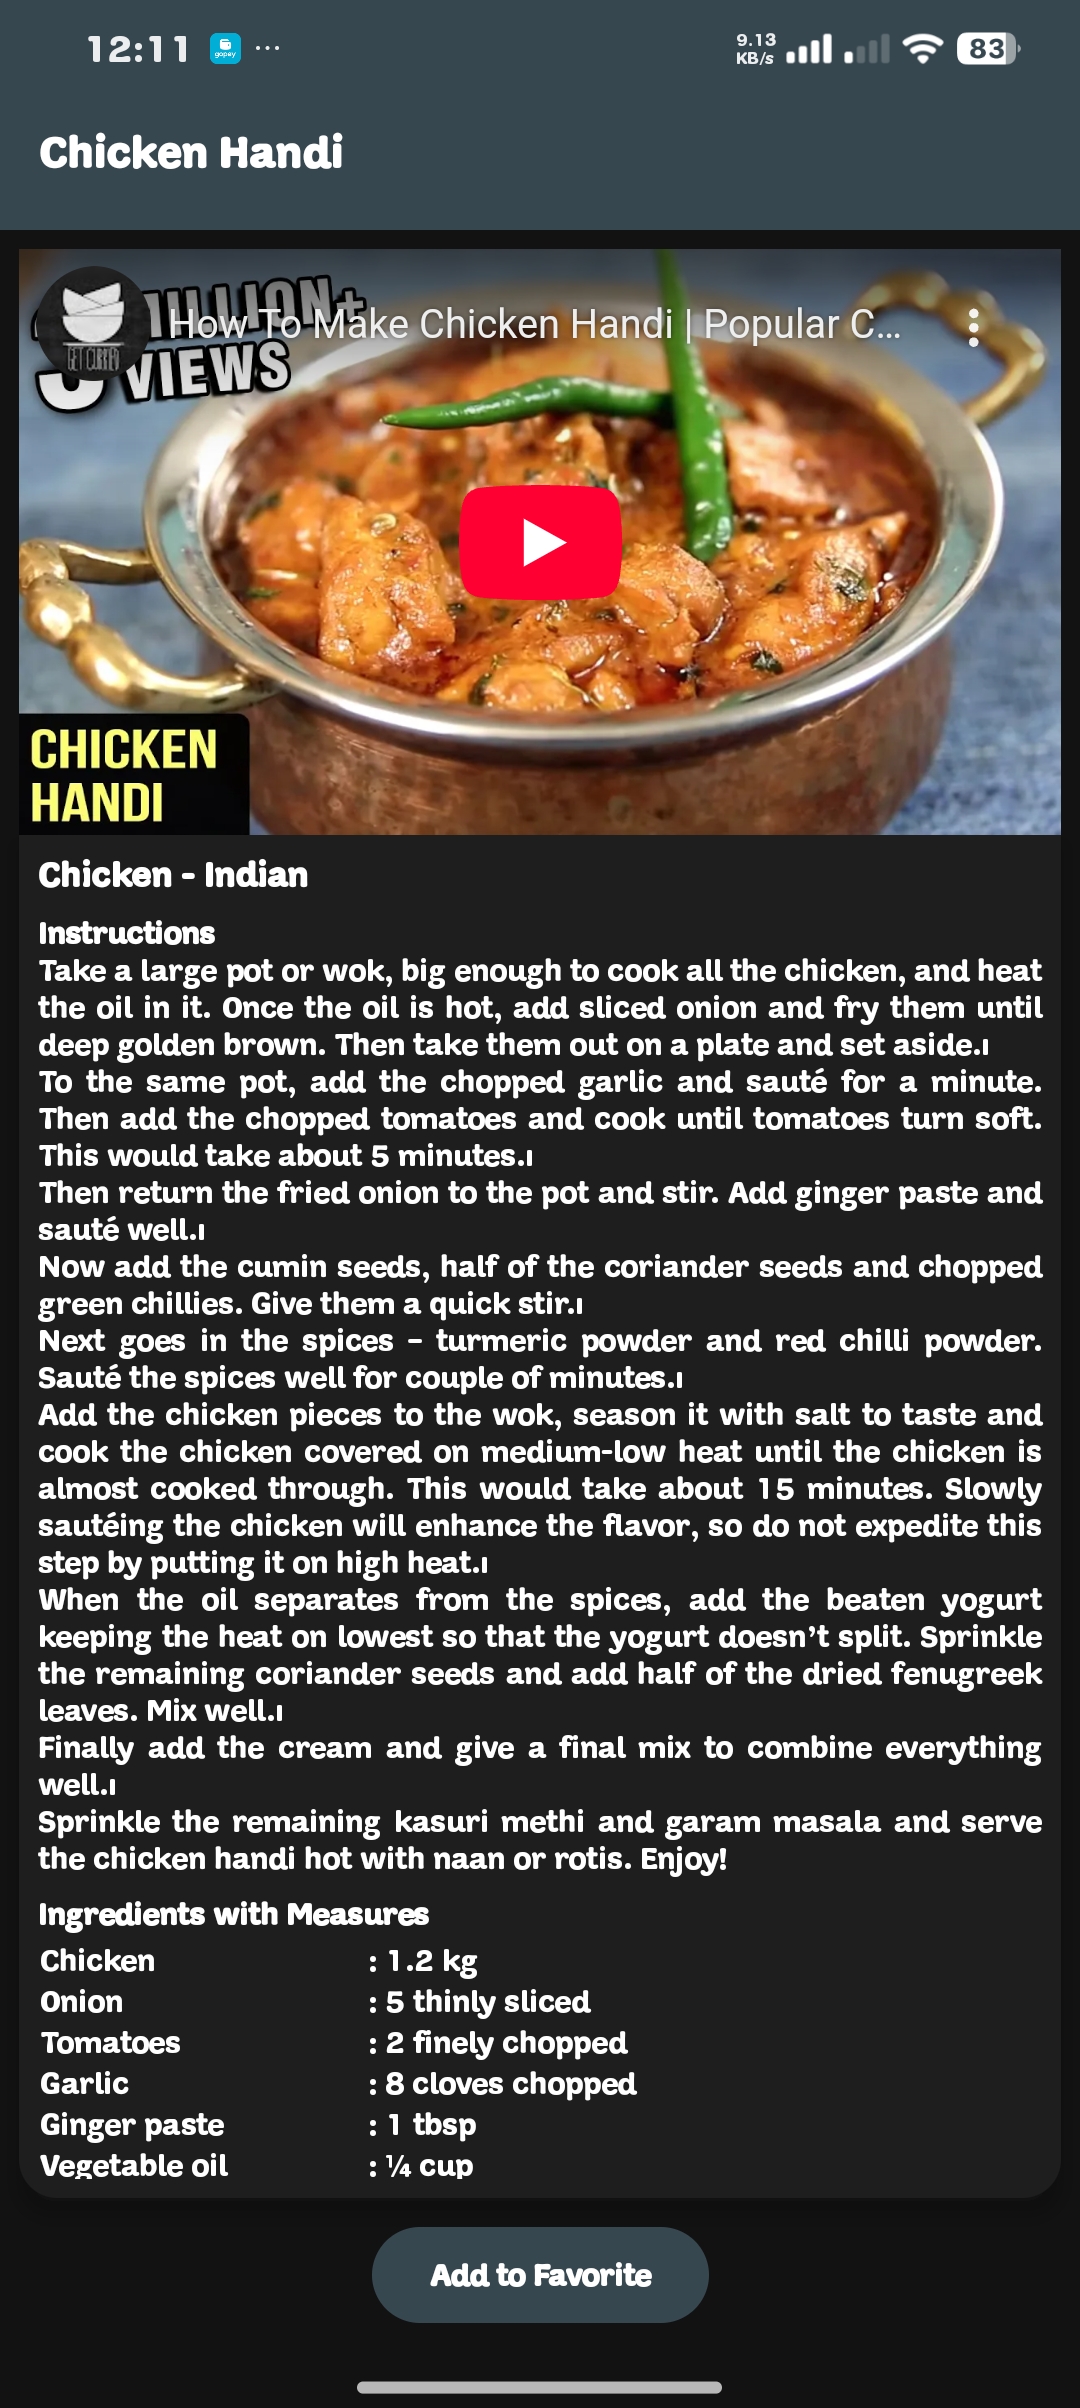 12:11
gopay
...
9.13
KB/s
83
Chicken Handi
MILLION+
VIEWS
GET CURRIED
How To Make Chicken Handi | Popular C...
CHICKEN
HANDI
Chicken - Indian
Instructions
Take a large pot or wok, big enough to cook all the chicken, and heat
the oil in it. Once the oil is hot, add sliced onion and fry them until
deep golden brown. Then take them out on a plate and set aside.ı
To the same pot, add the chopped garlic and sauté for a minute.
Then add the chopped tomatoes and cook until tomatoes turn soft.
This would take about 5 minutes.ı
Then return the fried onion to the pot and stir. Add ginger paste and
sauté well.ı
Now add the cumin seeds, half of the coriander seeds and chopped
green chillies. Give them a quick stir.ı
Next goes in the spices – turmeric powder and red chilli powder.
Sauté the spices well for couple of minutes.ı
Add the chicken pieces to the wok, season it with salt to taste and
cook the chicken covered on medium-low heat until the chicken is
almost cooked through. This would take about 15 minutes. Slowly
sautéing the chicken will enhance the flavor, so do not expedite this
step by putting it on high heat.ı
When the oil separates from the spices, add the beaten yogurt
keeping the heat on lowest so that the yogurt doesn’t split. Sprinkle
the remaining coriander seeds and add half of the dried fenugreek
leaves. Mix well.ı
Finally add the cream and give a final mix to combine everything
well.ı
Sprinkle the remaining kasuri methi and garam masala and serve
the chicken handi hot with naan or rotis. Enjoy!
Ingredients with Measures
Chicken : 1.2 kg
Onion : 5 thinly sliced
Tomatoes : 2 finely chopped
Garlic : 8 cloves chopped
Ginger paste : 1 tbsp
Vegetable oil : ¼ cup
Add to Favorite